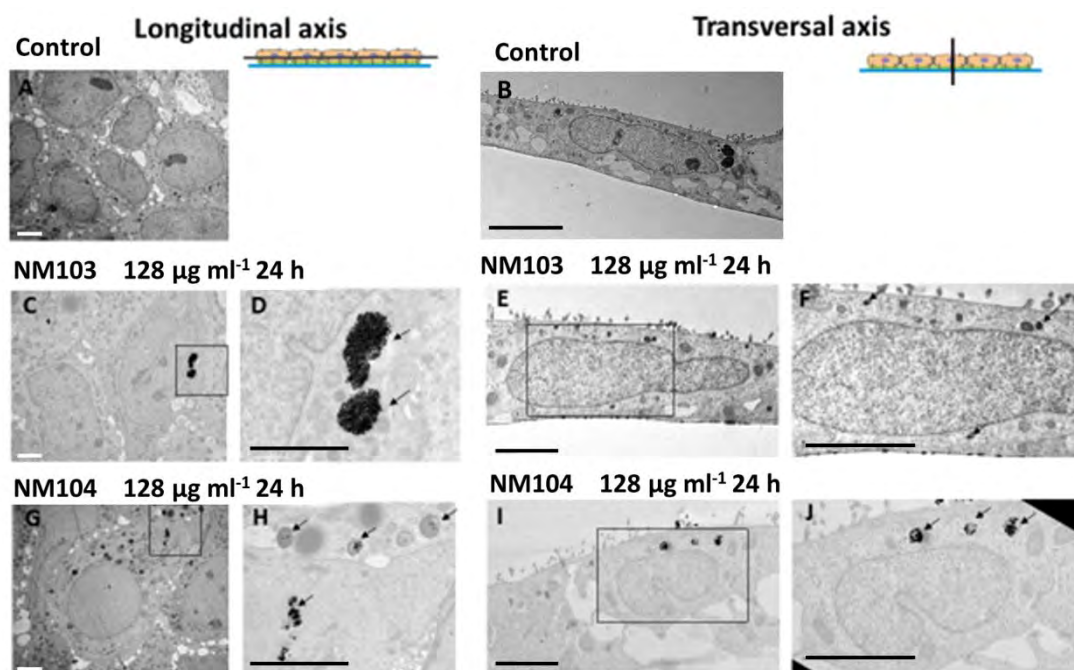 Longitudinal axis
Transversal axis
Control
Control
A
B
NM103 128 µg ml⁻¹ 24 h
NM103 128 µg ml⁻¹ 24 h
C
D
E
F
NM104 128 µg ml⁻¹ 24 h
NM104 128 µg ml⁻¹ 24 h
G
H
I
J